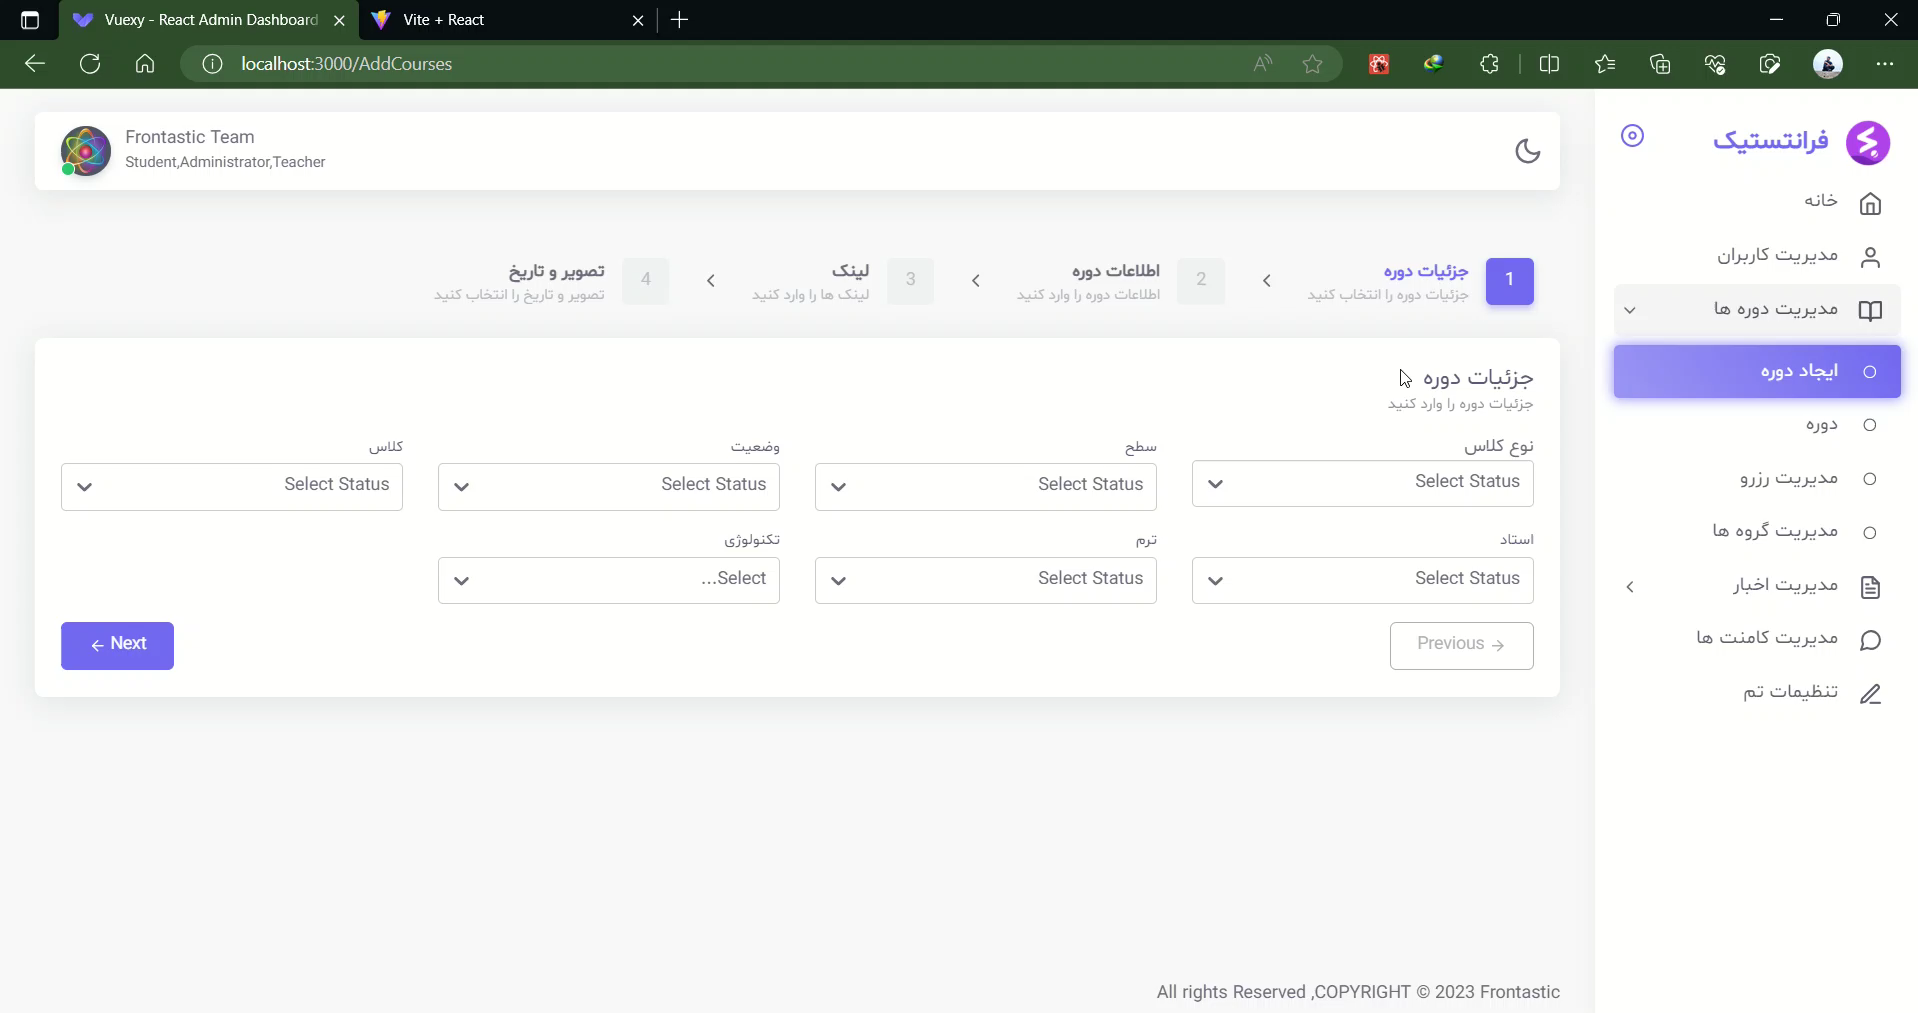 Vuexy - React Admin Dashboard
Vite + React
localhost:3000/AddCourses
Frontastic Team
Student,Administrator,Teacher
فرانتستیک
خانه
مدیریت کاربران
مدیریت دوره ها
ایجاد دوره
دوره
مدیریت رزرو
مدیریت گروه ها
مدیریت اخبار
مدیریت کامنت ها
تنظیمات تم
1
جزئیات دوره
جزئیات دوره را انتخاب کنید
2
اطلاعات دوره
اطلاعات دوره را وارد کنید
3
لینک
لینک ها را وارد کنید
4
تصویر و تاریخ
تصویر و تاریخ را انتخاب کنید
جزئیات دوره
جزئیات دوره را وارد کنید
نوع کلاس
Select Status
سطح
Select Status
وضعیت
Select Status
کلاس
Select Status
استاد
Select Status
ترم
Select Status
تکنولوژی
...Select
Previous
Next
All rights Reserved ,COPYRIGHT © 2023 Frontastic